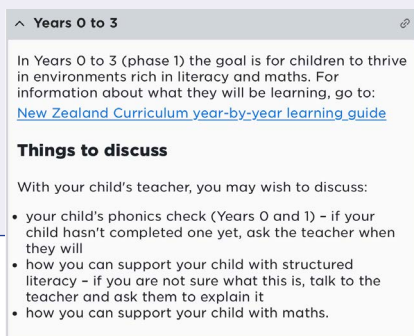 Years 0 to 3
In Years 0 to 3 (phase 1) the goal is for children to thrive
in environments rich in literacy and maths. For
information about what they will be learning, go to:
New Zealand Curriculum year-by-year learning guide
Things to discuss
With your child's teacher, you may wish to discuss:
• your child's phonics check (Years 0 and 1) – if your
child hasn't completed one yet, ask the teacher when
they will
• how you can support your child with structured
literacy – if you are not sure what this is, talk to the
teacher and ask them to explain it
• how you can support your child with maths.